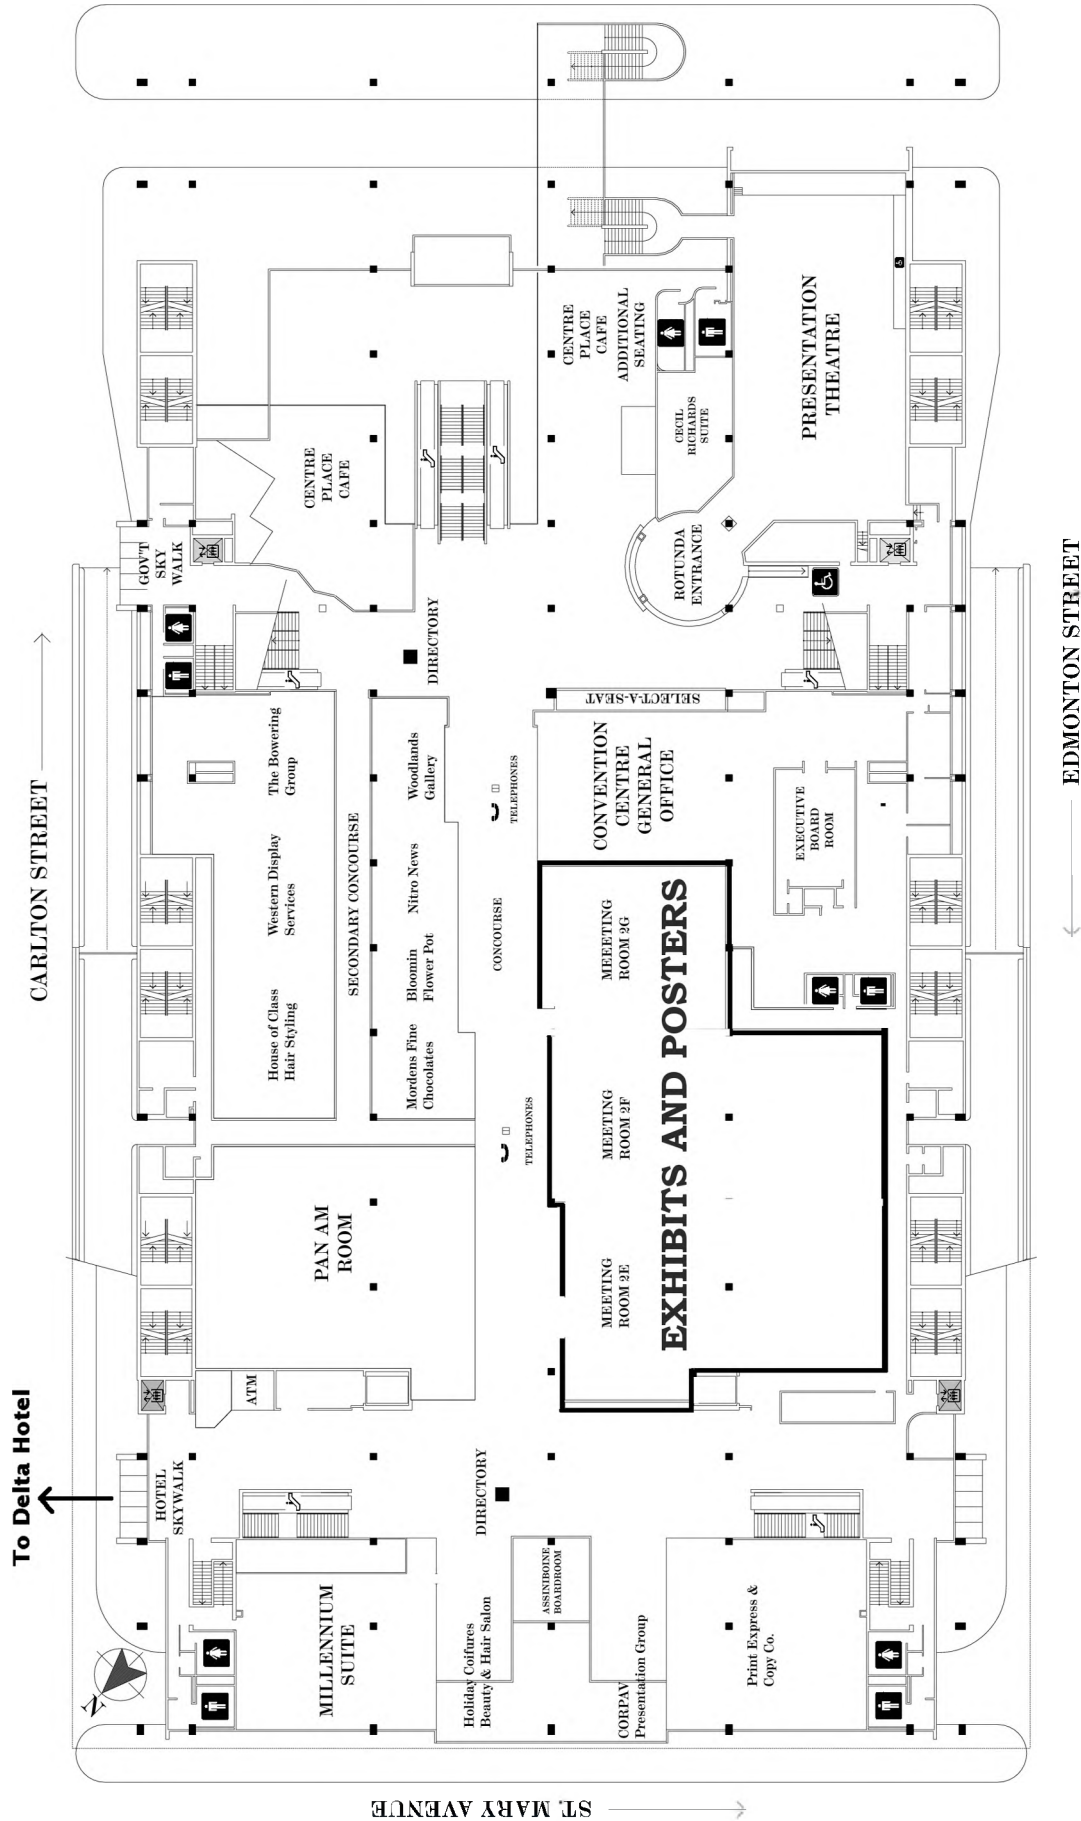 PRESENTATION
THEATRE
CENTRE
PLACE
CAFE
ADDITIONAL
SEATING
CECIL
RICHARDS
SUITE
CENTRE
PLACE
CAFE
GOV'T
SKY
WALK
ROTUNDA
ENTRANCE
DIRECTORY
SELECT-A-SEAT
CARLTON STREET
EDMONTON STREET
The Bowering
Group
Western Display
Services
House of Class
Hair Styling
SECONDARY CONCOURSE
Woodlands
Gallery
Nitro News
Bloomin
Flower Pot
Mordens Fine
Chocolates
TELEPHONES
CONCOURSE
TELEPHONES
CONVENTION
CENTRE
GENERAL
OFFICE
EXECUTIVE
BOARD
ROOM
MEEETING
ROOM 2G
MEETING
ROOM 2F
MEETING
ROOM 2E
EXHIBITS AND POSTERS
PAN AM
ROOM
ATM
To Delta Hotel
HOTEL
SKYWALK
DIRECTORY
MILLENNIUM
SUITE
Holiday Coifures
Beauty & Hair Salon
ASSINIBOINE
BOARDROOM
CORPAV
Presentation Group
Print Express &
Copy Co.
N
ST. MARY AVENUE